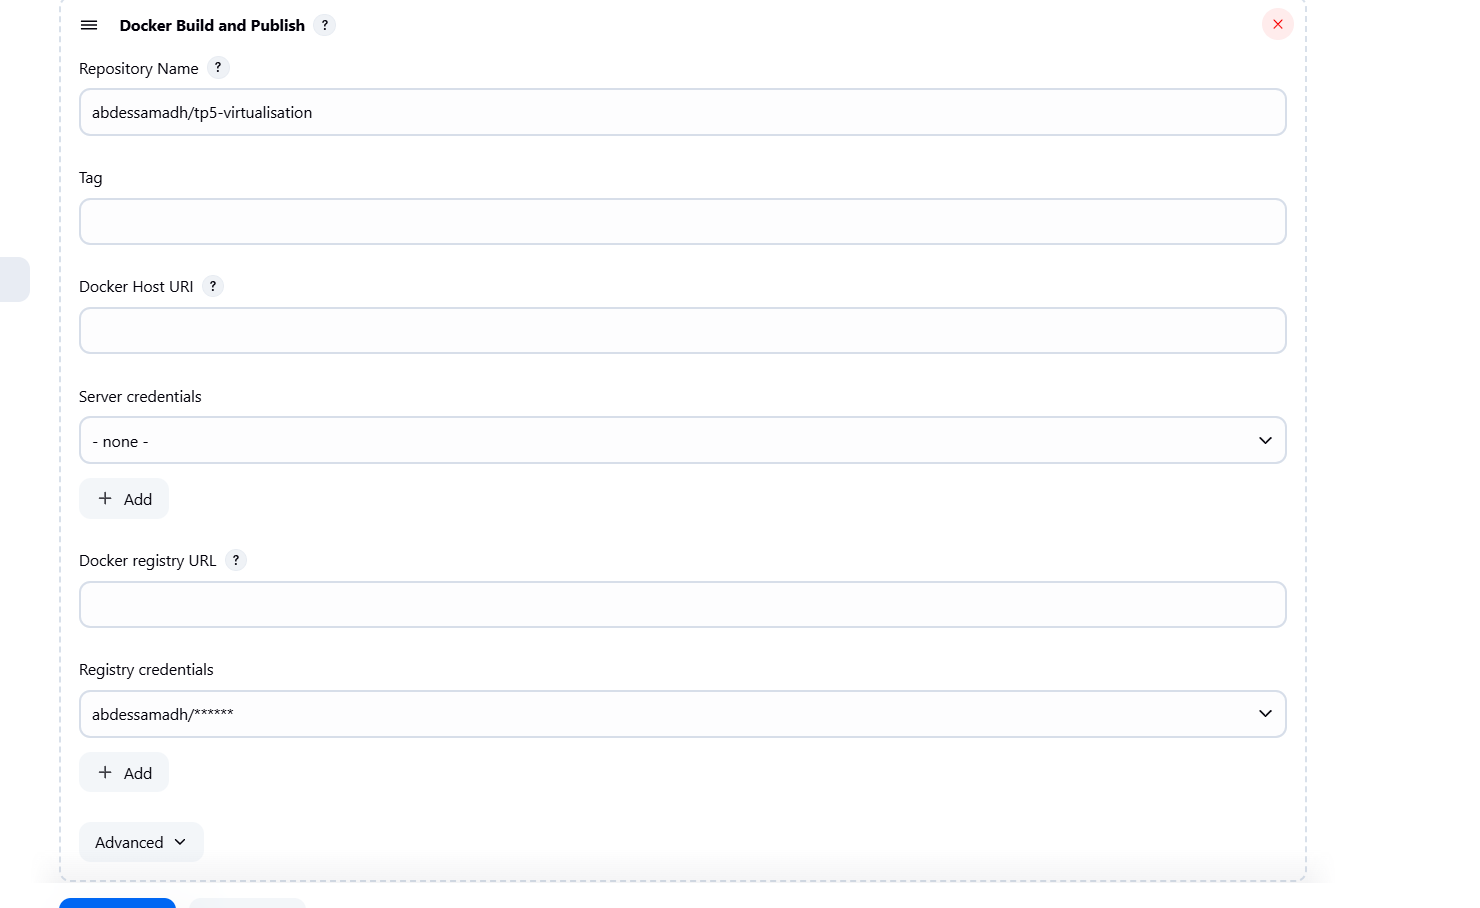 Docker Build and Publish ?
Repository Name ?
abdessamadh/tp5-virtualisation
Tag
Docker Host URI ?
Server credentials
- none -
+ Add
Docker registry URL ?
Registry credentials
abdessamadh/******
+ Add
Advanced